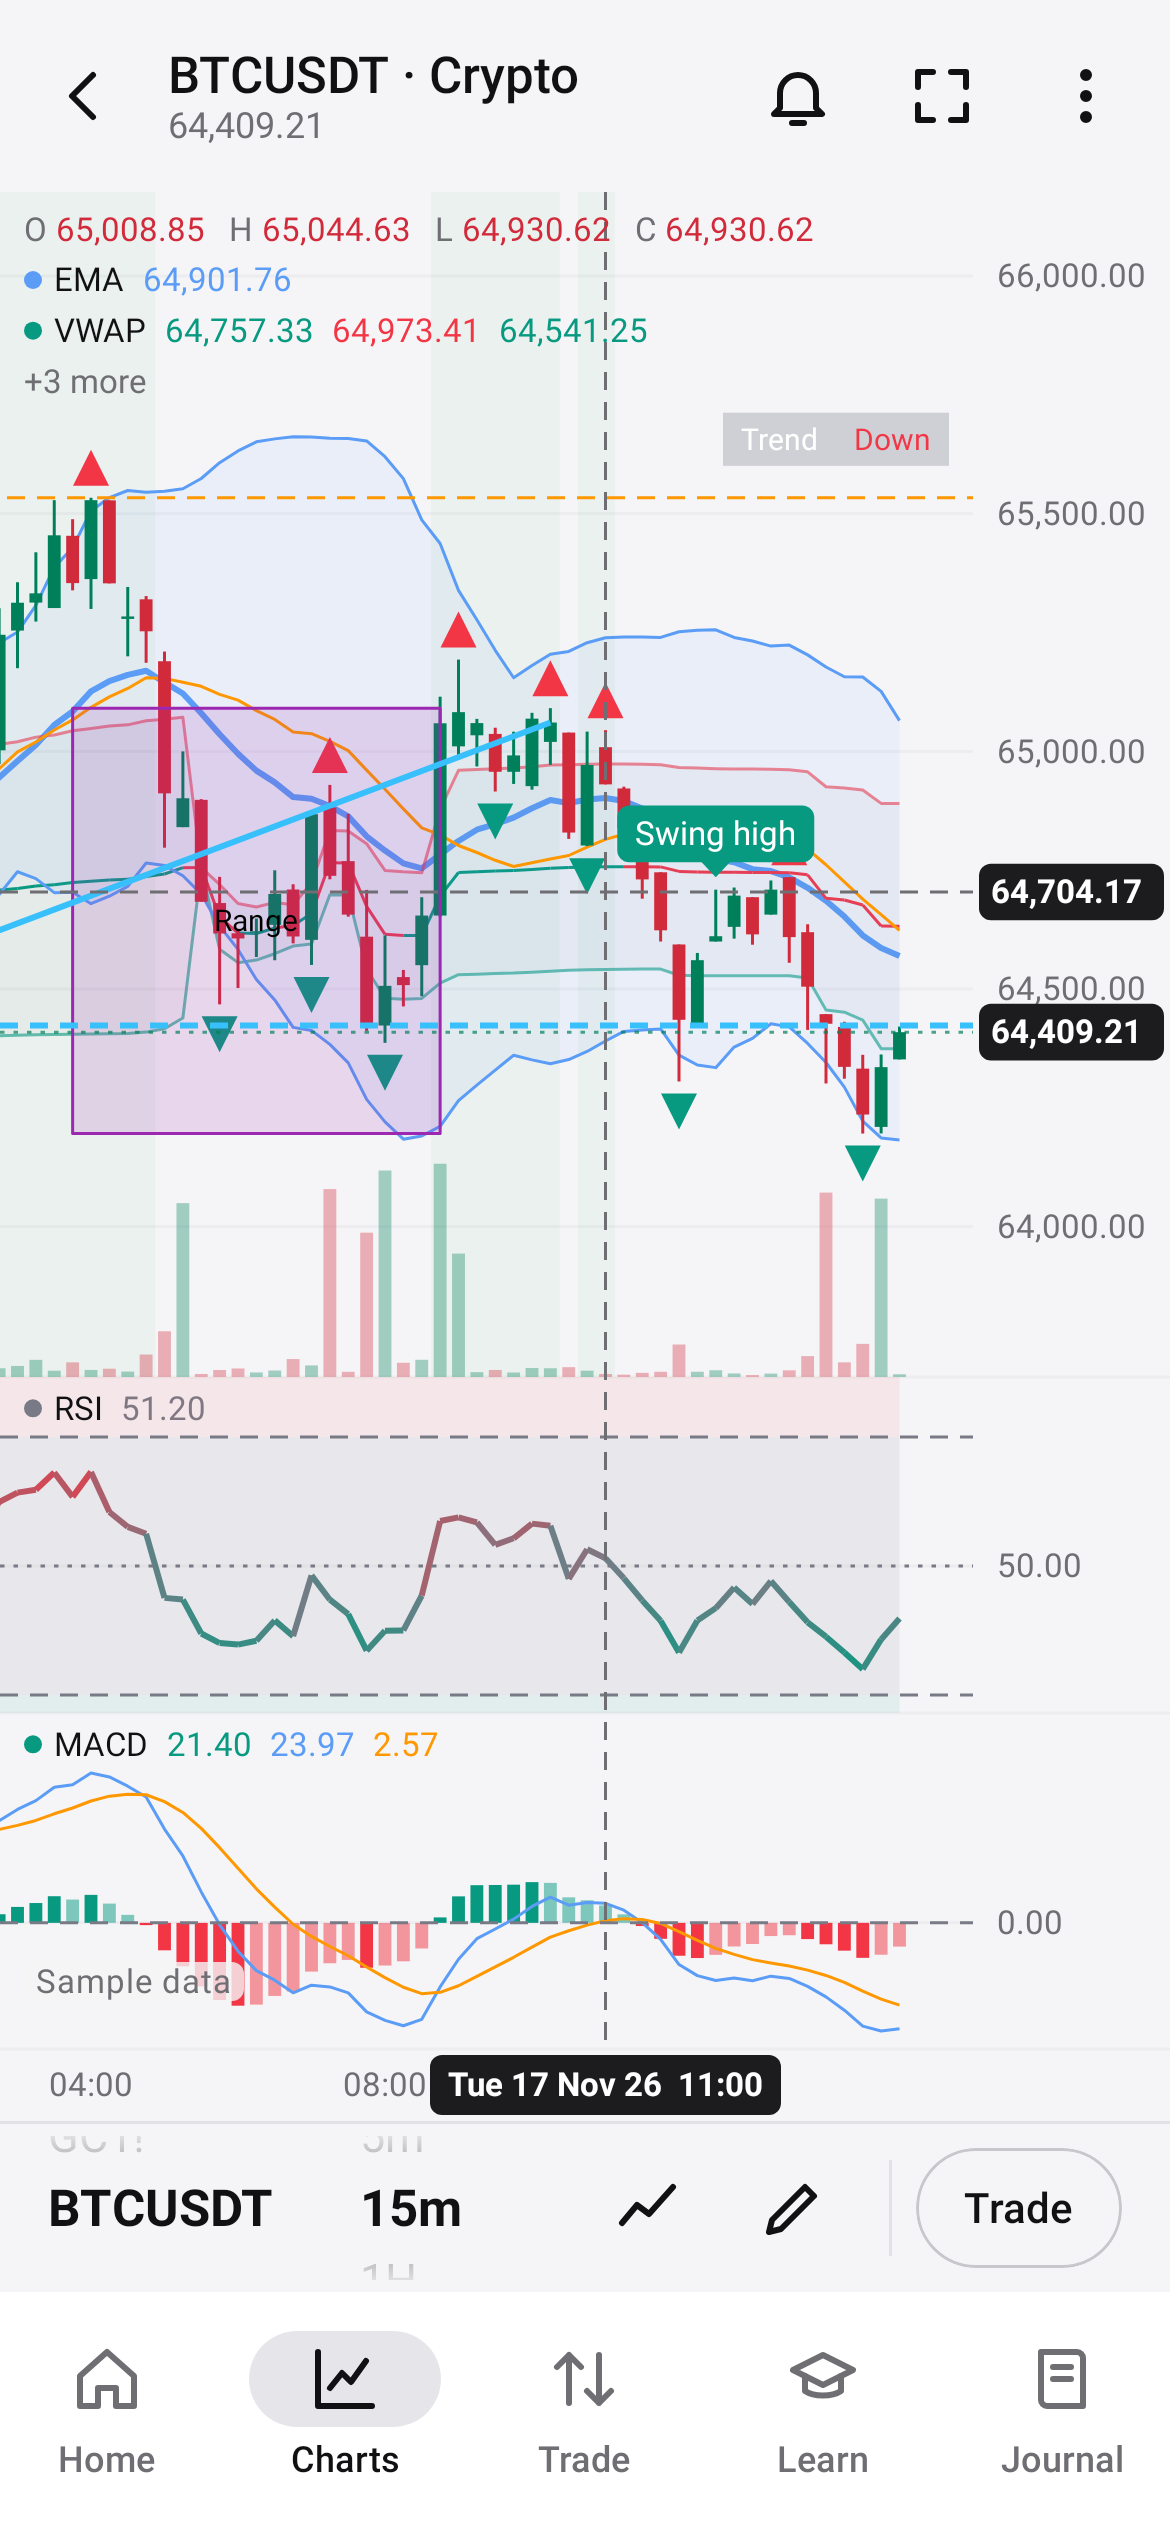 BTCUSDT · Crypto
64,409.21
O 65,008.85 H 65,044.63 L 64,930.62 C 64,930.62
EMA 64,901.76
VWAP 64,757.33 64,973.41 64,541.25
+3 more
66,000.00
Trend Down
65,500.00
65,000.00
Swing high
64,704.17
Range
64,500.00
64,409.21
64,000.00
RSI 51.20
50.00
MACD 21.40 23.97 2.57
0.00
Sample data
04:00 08:00 Tue 17 Nov 26 11:00
BTCUSDT 15m Trade
1H
Home Charts Trade Learn Journal